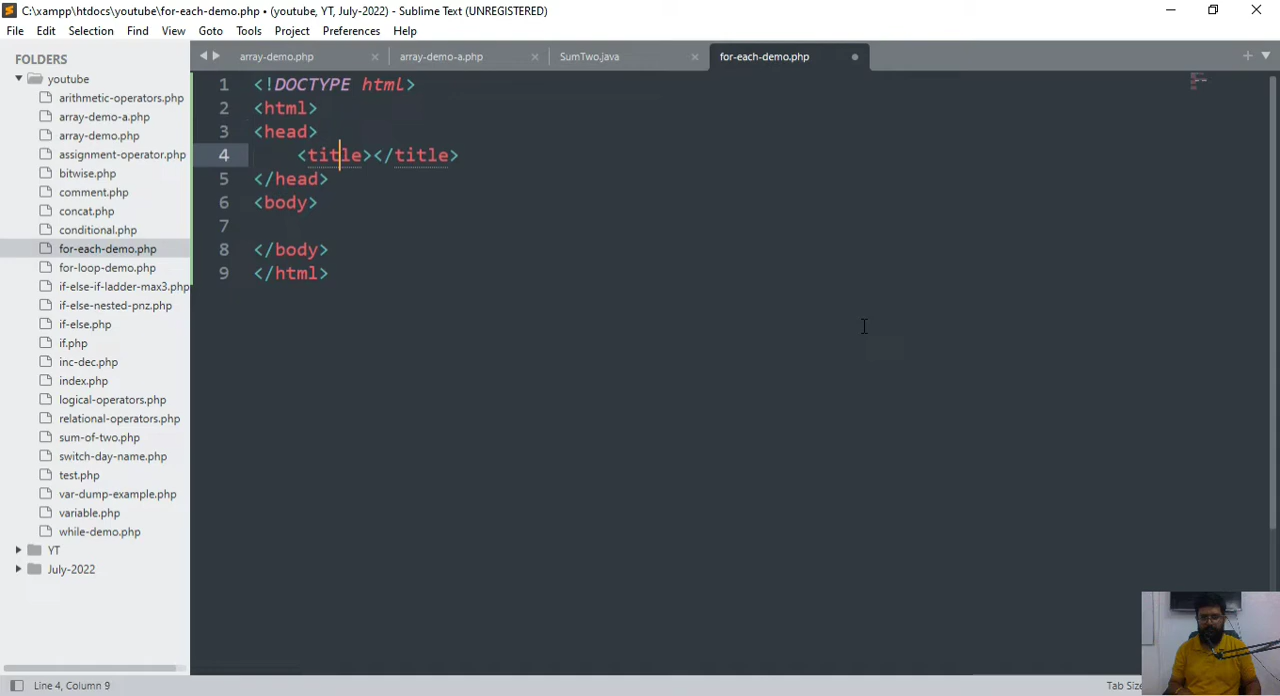 C:\xampp\htdocs\youtube\for-each-demo.php • (youtube, YT, July-2022) - Sublime Text (UNREGISTERED)
File Edit Selection Find View Goto Tools Project Preferences Help
FOLDERS
youtube
arithmetic-operators.php
array-demo-a.php
array-demo.php
assignment-operator.php
bitwise.php
comment.php
concat.php
conditional.php
for-each-demo.php
for-loop-demo.php
if-else-if-ladder-max3.php
if-else-nested-pnz.php
if-else.php
if.php
inc-dec.php
index.php
logical-operators.php
relational-operators.php
sum-of-two.php
switch-day-name.php
test.php
var-dump-example.php
variable.php
while-demo.php
YT
July-2022
array-demo.php array-demo-a.php SumTwo.java for-each-demo.php
1 <!DOCTYPE html>
2 <html>
3 <head>
4 <title></title>
5 </head>
6 <body>
7
8 </body>
9 </html>
Line 4, Column 9 Tab Size